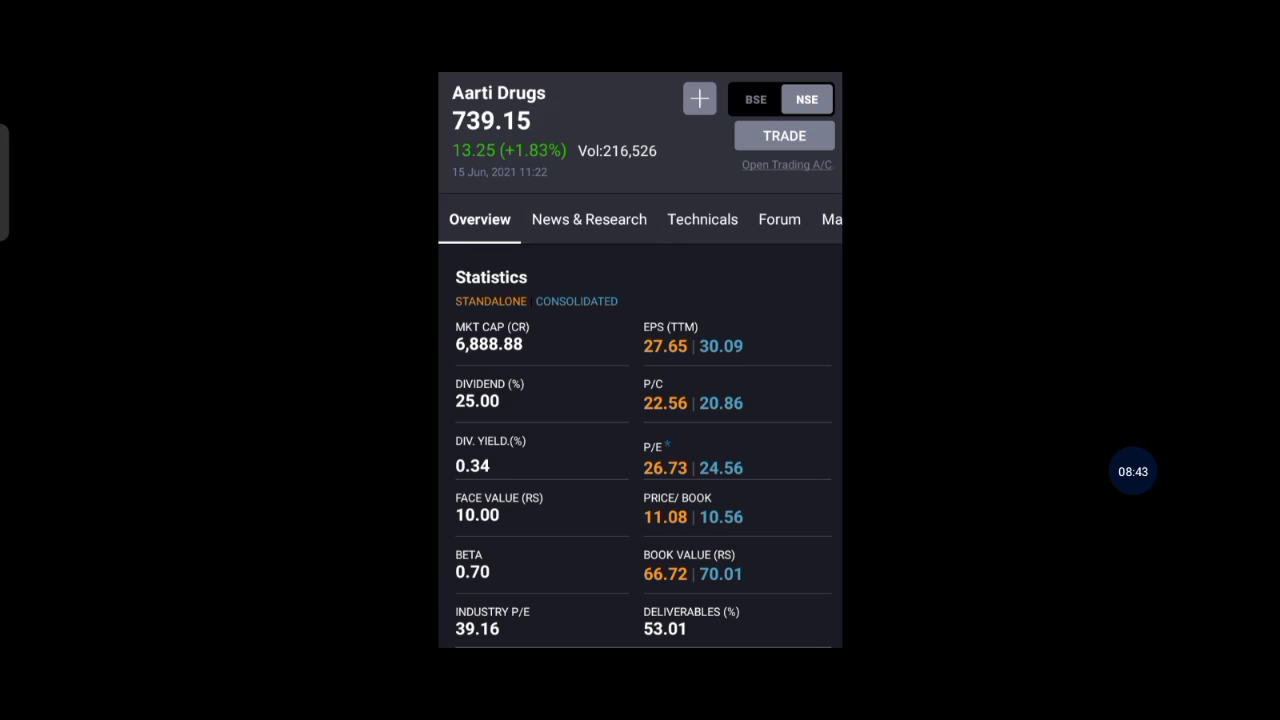 Aarti Drugs
739.15
13.25 (+1.83%) Vol:216,526
15 Jun, 2021 11:22
BSE NSE
TRADE
Open Trading A/C
Overview News & Research Technicals Forum Ma
Statistics
STANDALONE | CONSOLIDATED
MKT CAP (CR)
6,888.88
EPS (TTM)
27.65 | 30.09
DIVIDEND (%)
25.00
P/C
22.56 | 20.86
DIV. YIELD.(%)
0.34
P/E *
26.73 | 24.56
FACE VALUE (RS)
10.00
PRICE/ BOOK
11.08 | 10.56
BETA
0.70
BOOK VALUE (RS)
66.72 | 70.01
INDUSTRY P/E
39.16
DELIVERABLES (%)
53.01
08:43